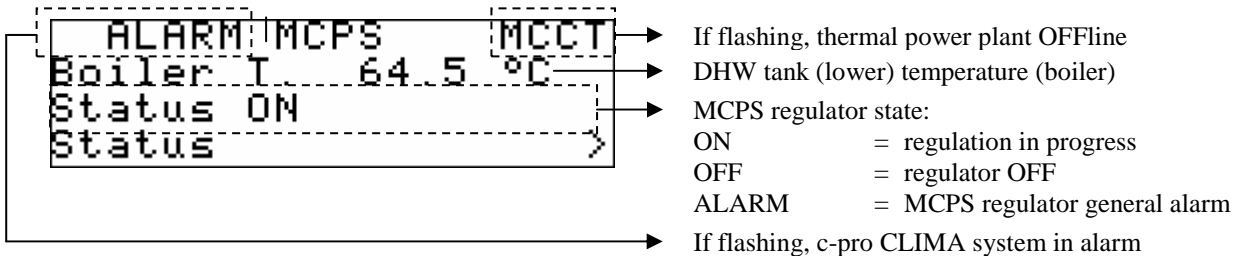 ALARM MCPS MCCT
Boiler T. 64.5 °C
Status ON
Status >
If flashing, thermal power plant OFFline
DHW tank (lower) temperature (boiler)
MCPS regulator state:
ON = regulation in progress
OFF = regulator OFF
ALARM = MCPS regulator general alarm
If flashing, c-pro CLIMA system in alarm